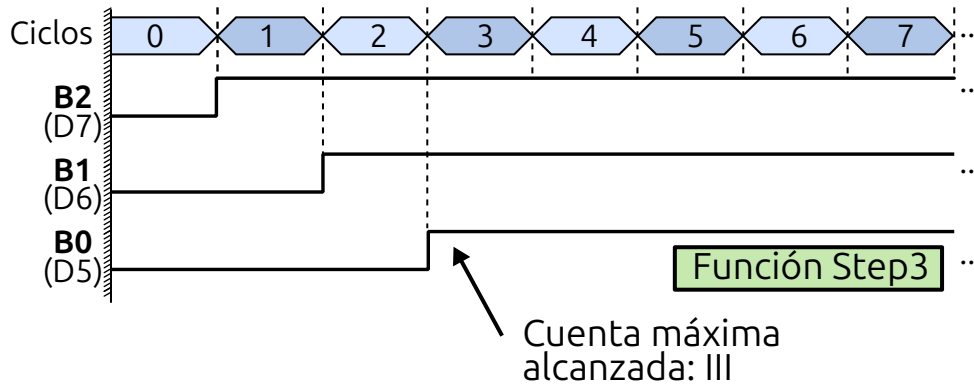 Ciclos 0 1 2 3 4 5 6 7 ..
B2
(D7)
..
B1
(D6)
..
B0
(D5)
..
Función Step3
Cuenta máxima
alcanzada: III